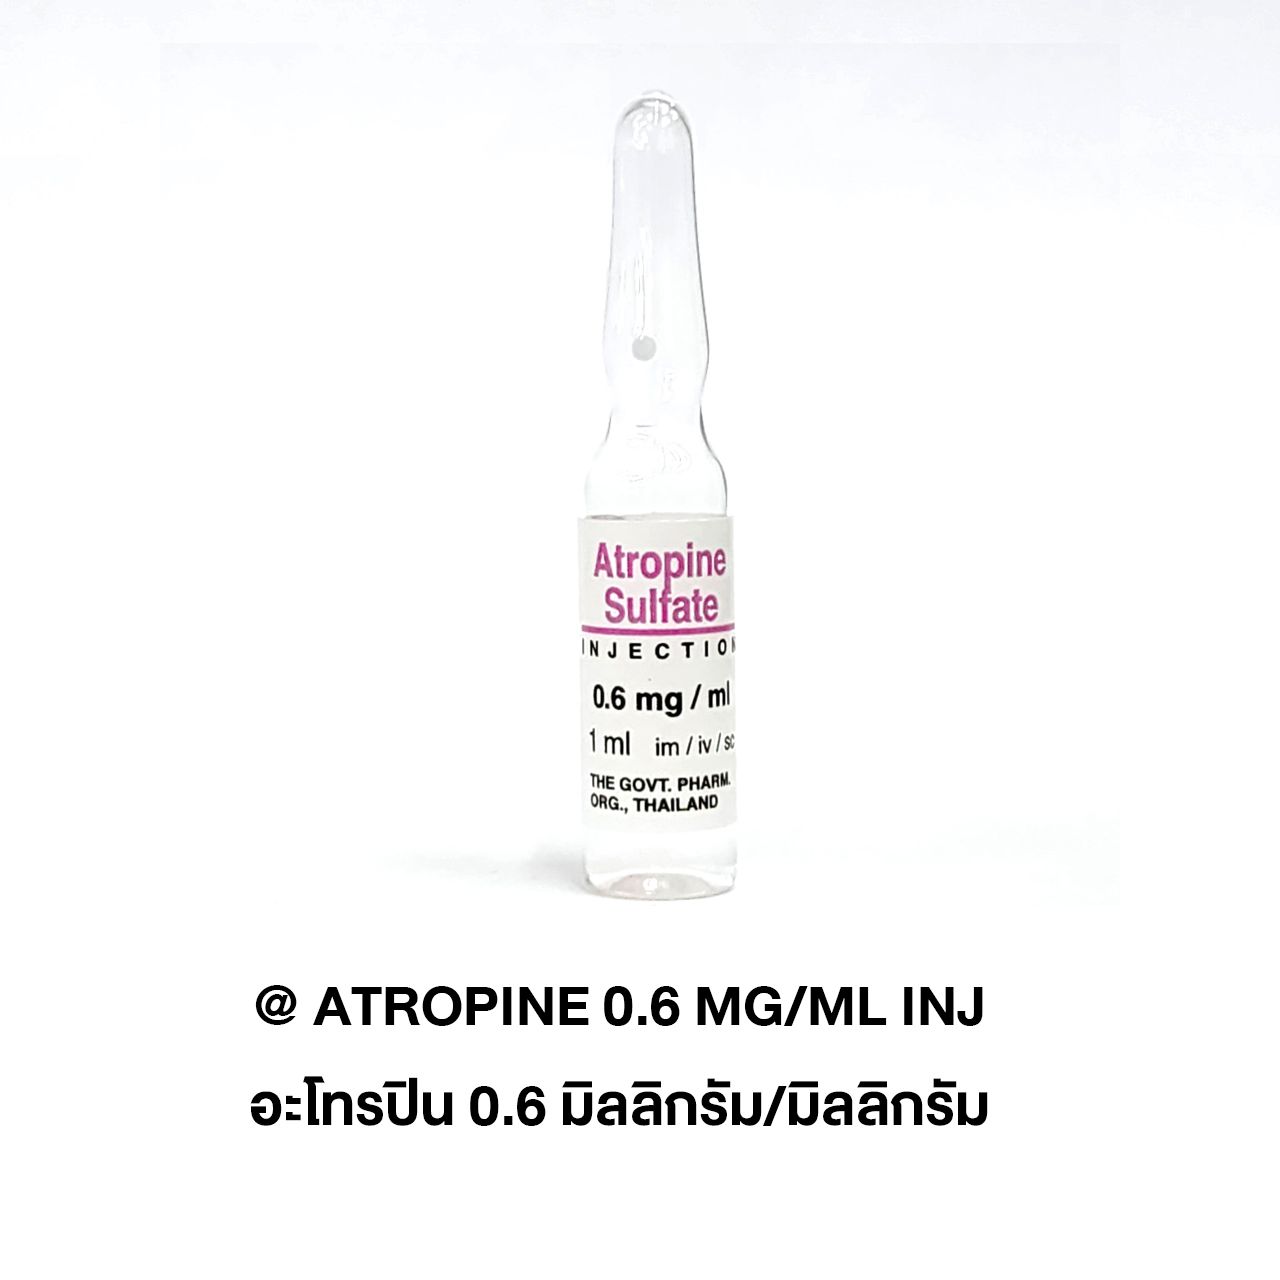 Atropine
Sulfate
INJECTION
0.6 mg / ml
1 ml im / iv / sc
THE GOVT. PHARM.
ORG., THAILAND
@ ATROPINE 0.6 MG/ML INJ
อะโทรปิน 0.6 มิลลิกรัม/มิลลิกรัม